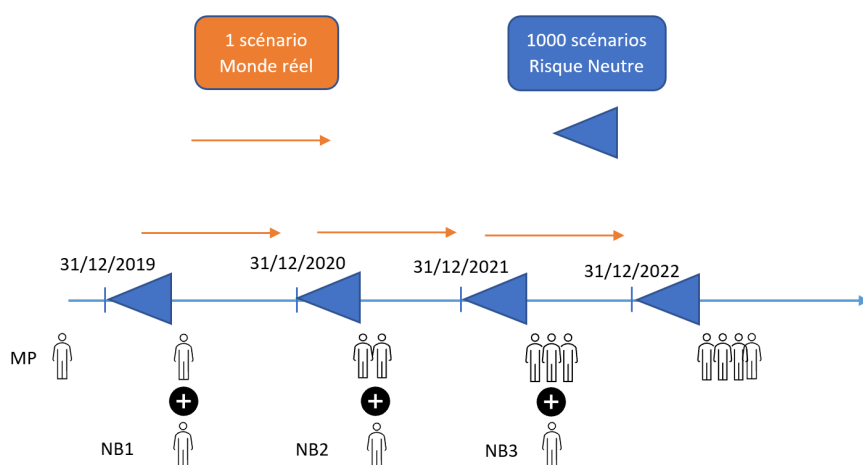 1 scénario
Monde réel
1000 scénarios
Risque Neutre
31/12/2019
31/12/2020
31/12/2021
31/12/2022
MP
NB1
NB2
NB3